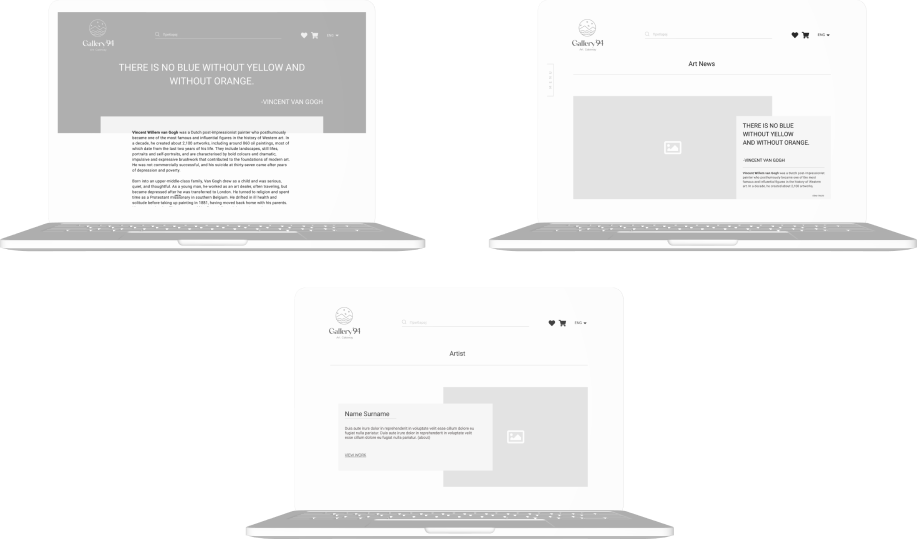 Gallery 94
ENG
THERE IS NO BLUE WITHOUT YELLOW AND
WITHOUT ORANGE.
-VINCENT VAN GOGH
Vincent Willem van Gogh was a Dutch post-impressionist painter who posthumously
became one of the most famous and influential figures in the history of Western art. In
a decade, he created about 2,100 artworks, including around 860 oil paintings, most of
which date from the last two years of his life. They include landscapes, still lifes,
portraits and self-portraits, and are characterised by bold colours and dramatic,
impulsive and expressive brushwork that contributed to the foundations of modern art.
He was not commercially successful, and his suicide at thirty-seven came after years
of depression and poverty.
Born into an upper-middle-class family, Van Gogh drew as a child and was serious,
quiet, and thoughtful. As a young man, he worked as an art dealer, often traveling, but
became depressed after he was transferred to London. He turned to religion and spent
time as a Protestant missionary in southern Belgium. He drifted in ill health and
solitude before taking up painting in 1881, having moved back home with his parents.
Gallery 94
ENG
Art News
THERE IS NO BLUE
WITHOUT YELLOW
AND WITHOUT ORANGE.
-VINCENT VAN GOGH
Vincent Willem van Gogh was a Dutch post-impressionist
painter who posthumously became one of the most
famous and influential figures in the history of Western
art. In a decade, he created about 2,100 artworks
Gallery 94
ENG
Artist
Name Surname
Duis aute irure dolor in reprehenderit in voluptate velit esse cillum dolore eu
fugiat nulla pariatur. Duis aute irure dolor in reprehenderit in voluptate velit
esse cillum dolore eu fugiat nulla pariatur. (about)
VIEW MORE